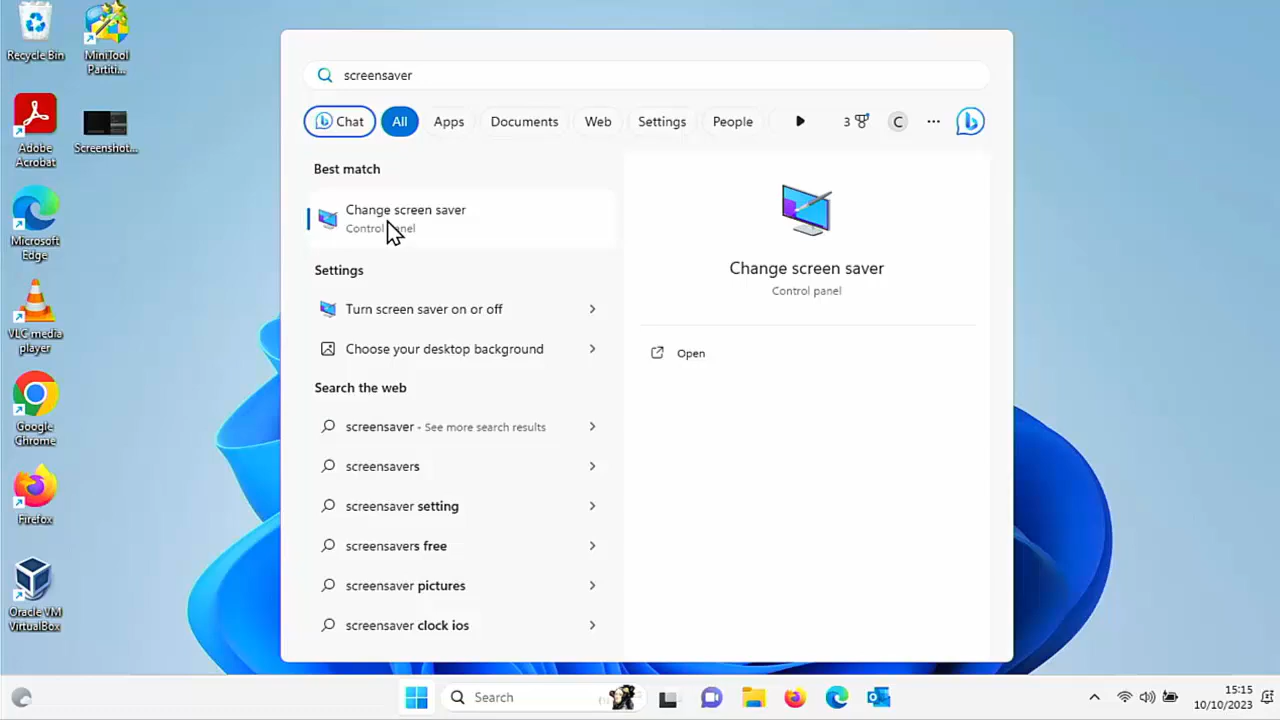 Recycle Bin
MiniTool
Partiti...
Adobe
Acrobat
Screenshot...
Microsoft
Edge
VLC media
player
Google
Chrome
Firefox
Oracle VM
VirtualBox
screensaver
Chat
All
Apps
Documents
Web
Settings
People
3
C
Best match
Change screen saver
Control panel
Settings
Turn screen saver on or off
Choose your desktop background
Search the web
screensaver - See more search results
screensavers
screensaver setting
screensavers free
screensaver pictures
screensaver clock ios
Change screen saver
Control panel
Open
Search
15:15
10/10/2023